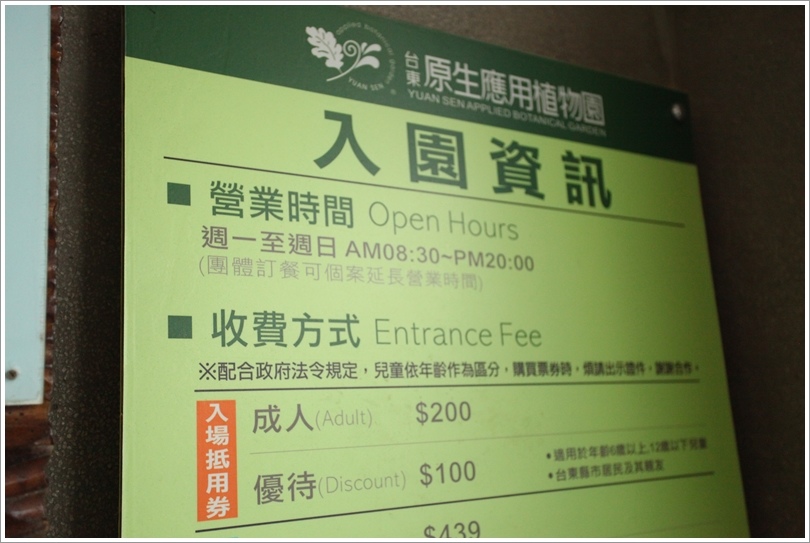 applied botanical garden
YUAN SEN
台東 原生應用植物園
YUAN SEN APPLIED BOTANICAL GARDEN
入園資訊
■ 營業時間 Open Hours
週一至週日 AM08:30~PM20:00
(團體訂餐可個案延長營業時間)
■ 收費方式 Entrance Fee
※配合政府法令規定，兒童依年齡作為區分，購買票券時，煩請出示證件，謝謝合作。
入場抵用券
成人(Adult) $200
優待(Discount) $100
•適用於年齡6歲以上,12歲以下兒童
•台東縣市居民及其親友
$439